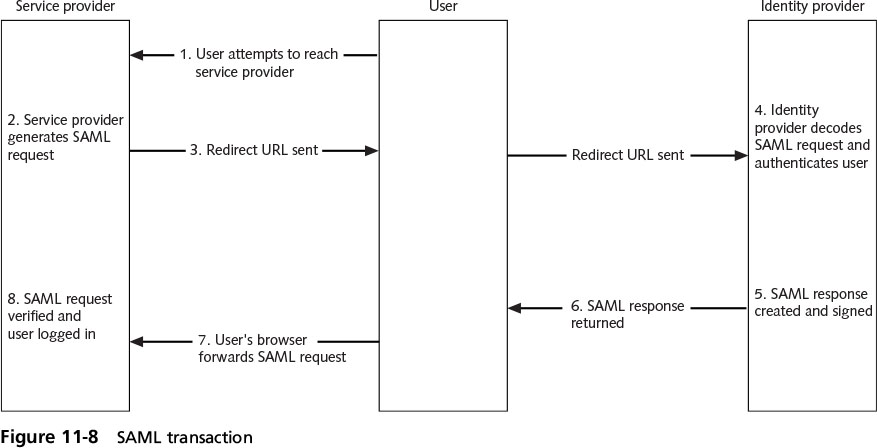 Service provider
User
Identity provider
1. User attempts to reach
service provider
2. Service provider
generates SAML
request
3. Redirect URL sent
Redirect URL sent
4. Identity
provider decodes
SAML request and
authenticates user
5. SAML response
created and signed
6. SAML response
returned
7. User's browser
forwards SAML request
8. SAML request
verified and
user logged in
Figure 11-8 SAML transaction